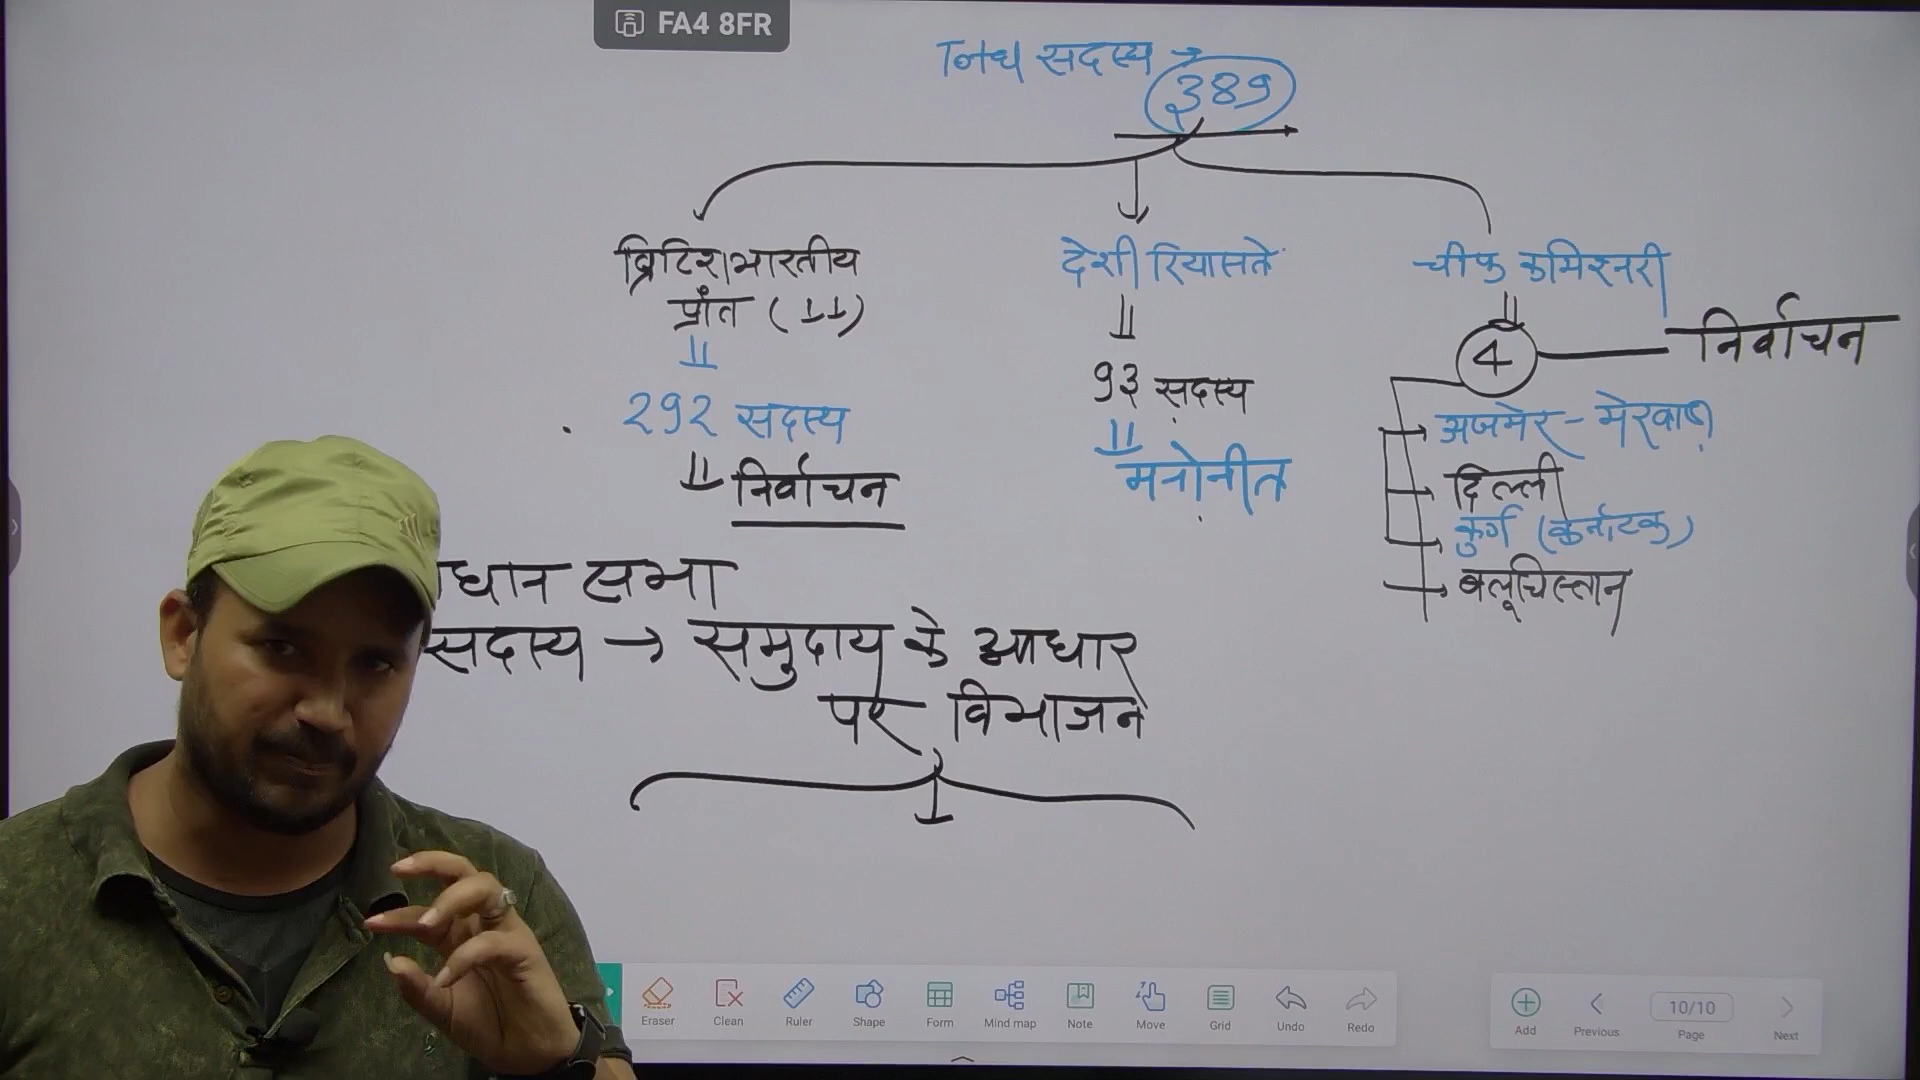 FA4 8FR
Total सदस्य →
389
ब्रिटिश भारतीय
प्रांत (11)
292 सदस्य
निर्वाचन
देशी रियासते
93 सदस्य
मनोनीत
चीफ कमिश्नरी
4
निर्वाचन
अजमेर - मेरवाड़ा
दिल्ली
कुर्ग (कर्नाटक)
बलूचिस्तान
धान सभा
सदस्य → समुदाय के आधार
पर विभाजन
Eraser Clean Ruler Shape Form Mind map Note Move Grid Undo Redo
10/10
Add Previous Page Next